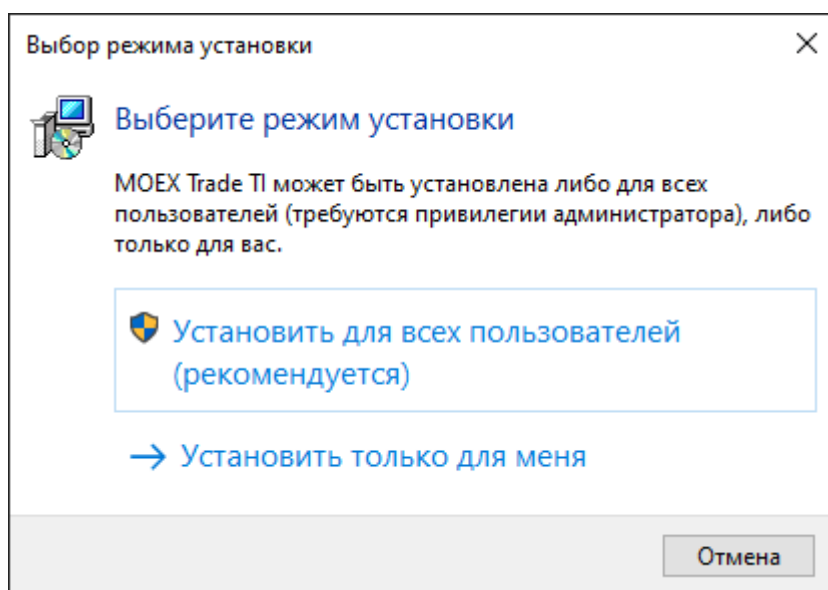 Выбор режима установки
Выберите режим установки
MOEX Trade TI может быть установлена либо для всех
пользователей (требуются привилегии администратора), либо
только для вас.
Установить для всех пользователей
(рекомендуется)
Установить только для меня
Отмена